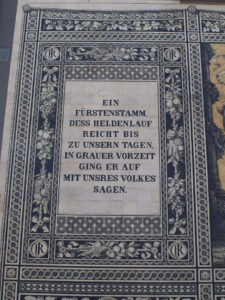 EIN
FÜRSTENSTAMM,
DESS HELDENLAUF
REICHT BIS
ZU UNSERN TAGEN,
IN GRAUER VORZEIT
GING ER AUF
MIT UNSRES VOLKES
SAGEN.